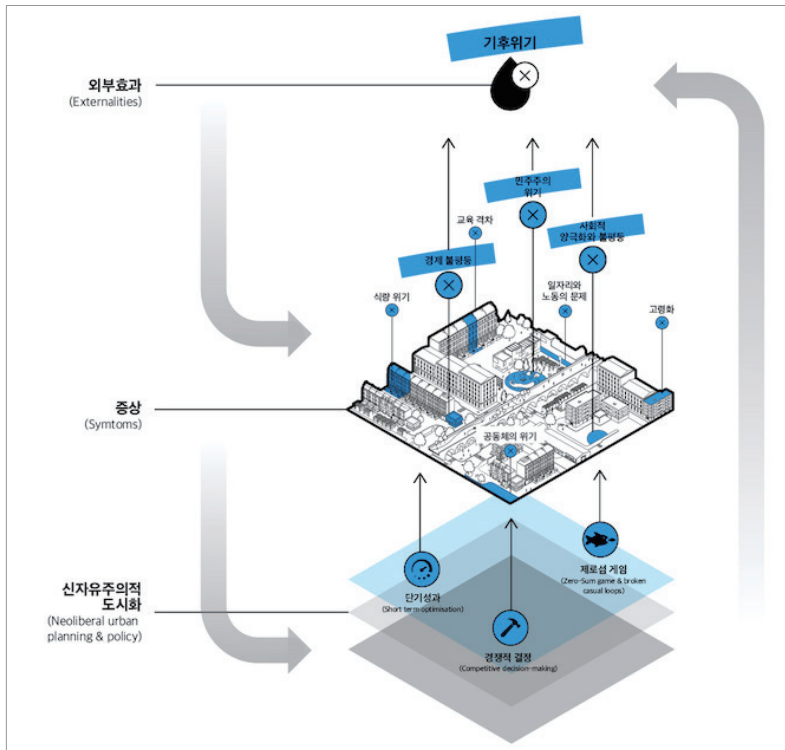 기후위기
외부효과
(Externalities)
민주주의
위기
교육 격차
사회적
양극화와 불평등
경제 불평등
식량 위기
일자리와
노동의 문제
고령화
증상
(Symtoms)
공동체의 위기
제로섬 게임
(Zero-Sum game & broken
casual loops)
단기성과
(Short term optimisation)
신자유주의적
도시화
(Neoliberal urban
planning & policy)
경쟁적 결정
(Competitive decision-making)